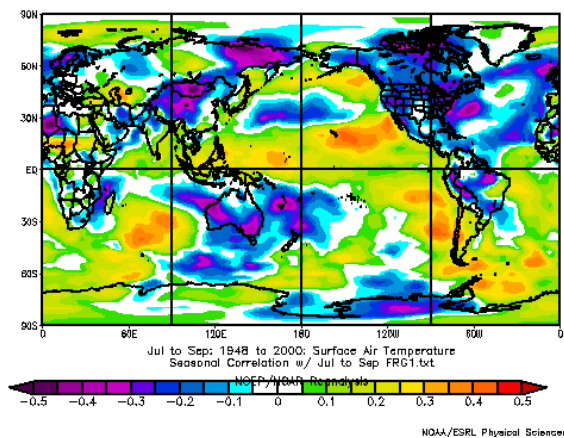 90N
60N
30N
EQ
30S
60S
90S
0 60E 120E 180 120W 60W 0
Jul to Sep: 1948 to 2000: Surface Air Temperature
Seasonal Correlation w/ Jul to Sep FRG1.txt
NCEP/NCAR Reanalysis
-0.5 -0.4 -0.3 -0.2 -0.1 0 0.1 0.2 0.3 0.4 0.5
NOAA/ESRL Physical Sciences